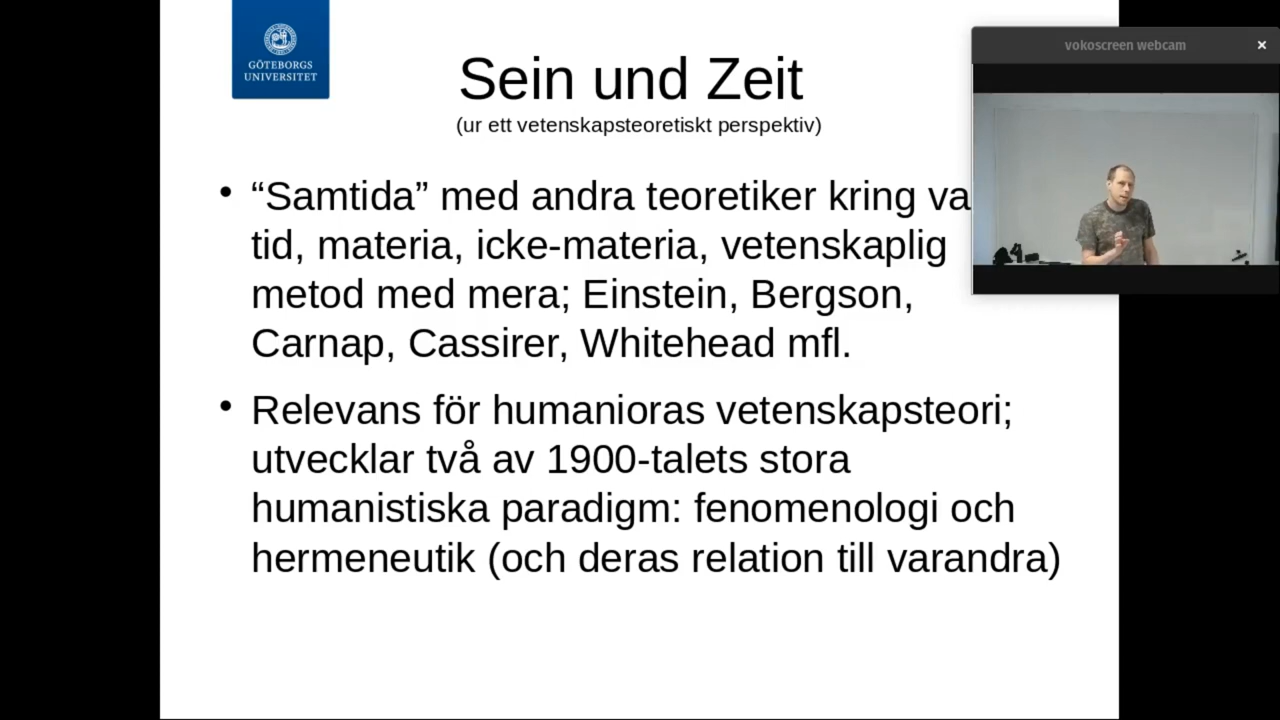 GÖTEBORGS
UNIVERSITET
Sein und Zeit
(ur ett vetenskapsteoretiskt perspektiv)
vokoscreen webcam
• “Samtida” med andra teoretiker kring
tid, materia, icke-materia, vetenskaplig
metod med mera; Einstein, Bergson,
Carnap, Cassirer, Whitehead mfl.
• Relevans för humanioras vetenskapsteori;
utvecklar två av 1900-talets stora
humanistiska paradigm: fenomenologi och
hermeneutik (och deras relation till varandra)